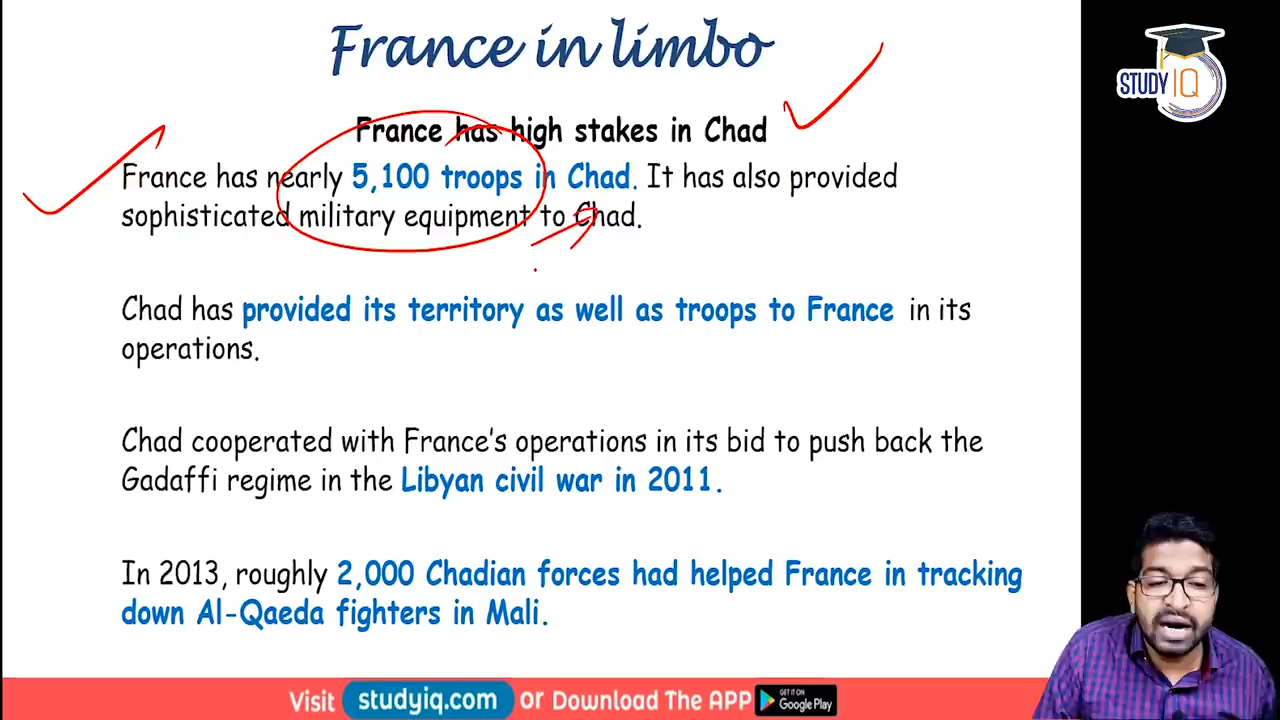 France in limbo
STUDY IQ
France has high stakes in Chad
France has nearly 5,100 troops in Chad. It has also provided
sophisticated military equipment to Chad.
Chad has provided its territory as well as troops to France in its
operations.
Chad cooperated with France's operations in its bid to push back the
Gadaffi regime in the Libyan civil war in 2011.
In 2013, roughly 2,000 Chadian forces had helped France in tracking
down Al-Qaeda fighters in Mali.
Visit studyiq.com or Download The APP GET IT ON Google Play